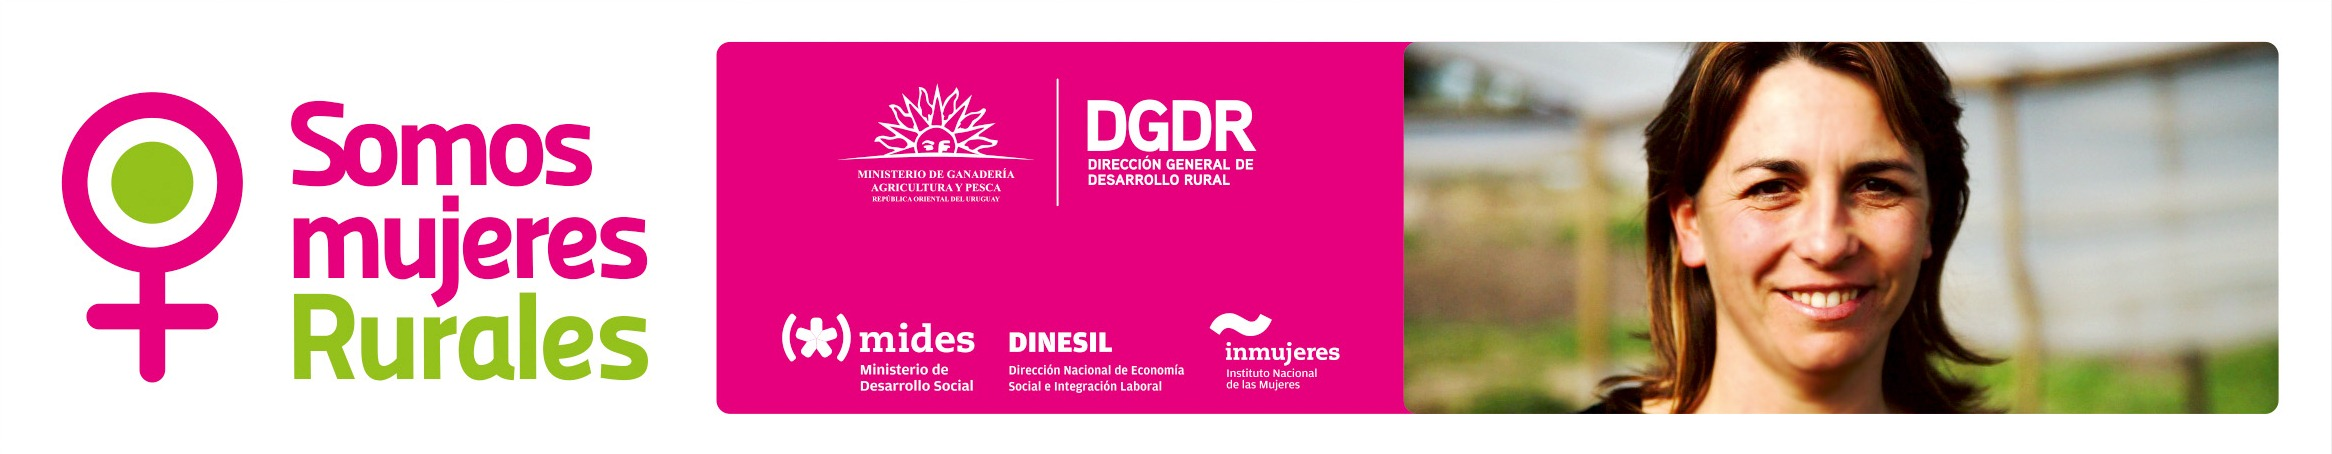 Somos
mujeres
Rurales
MINISTERIO DE GANADERÍA
AGRICULTURA Y PESCA
REPÚBLICA ORIENTAL DEL URUGUAY
DGDR
DIRECCIÓN GENERAL DE
DESARROLLO RURAL
mides
Ministerio de
Desarrollo Social
DINESIL
Dirección Nacional de Economía
Social e Integración Laboral
inmujeres
Instituto Nacional
de las Mujeres